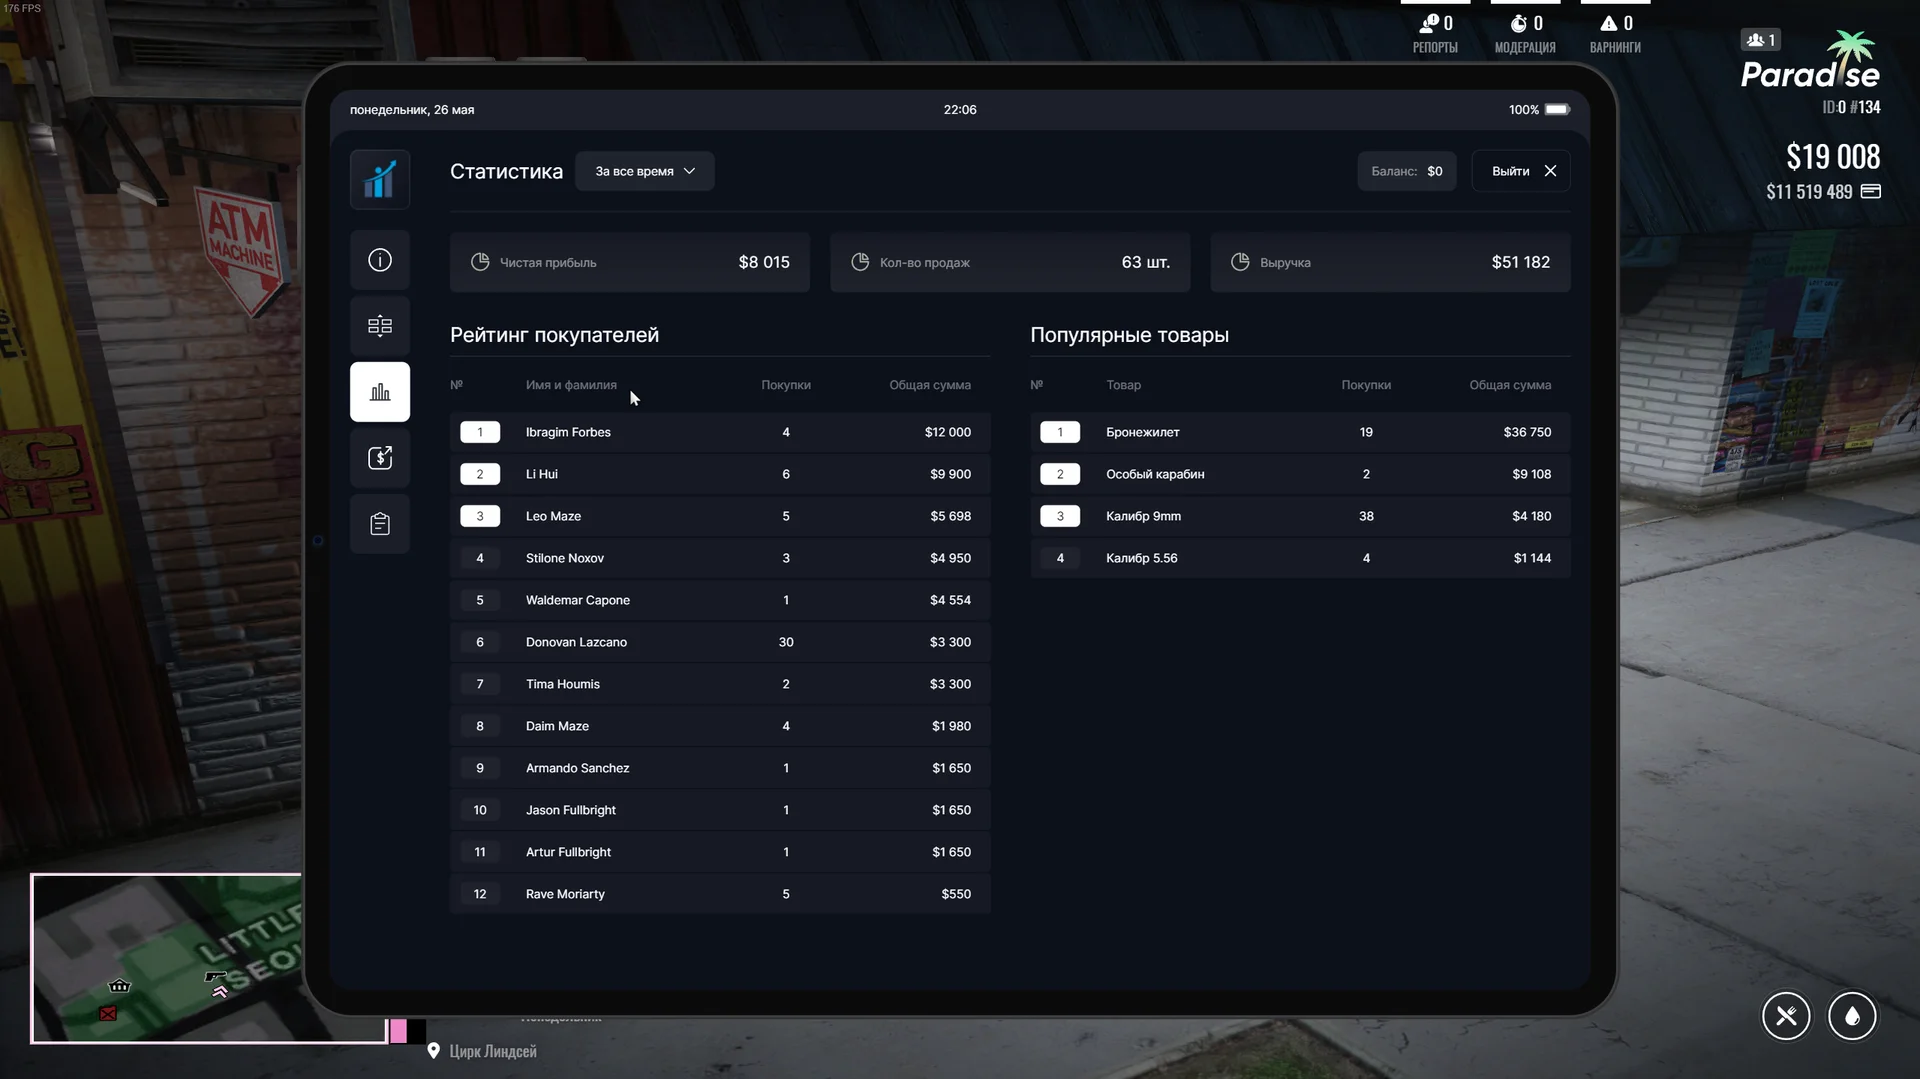 176 FPS
0
РЕПОРТЫ
0
МОДЕРАЦИЯ
0
ВАРНИНГИ
1
Paradise
ID:0 #134
$19 008
$11 519 489
понедельник, 26 мая
22:06
100%
Статистика
За все время
Баланс: $0
Выйти
Чистая прибыль $8 015
Кол-во продаж 63 шт.
Выручка $51 182
Рейтинг покупателей
№ Имя и фамилия Покупки Общая сумма
1 Ibragim Forbes 4 $12 000
2 Li Hui 6 $9 900
3 Leo Maze 5 $5 698
4 Stilone Noxov 3 $4 950
5 Waldemar Capone 1 $4 554
6 Donovan Lazcano 30 $3 300
7 Tima Houmis 2 $3 300
8 Daim Maze 4 $1 980
9 Armando Sanchez 1 $1 650
10 Jason Fullbright 1 $1 650
11 Artur Fullbright 1 $1 650
12 Rave Moriarty 5 $550
Популярные товары
№ Товар Покупки Общая сумма
1 Бронежилет 19 $36 750
2 Особый карабин 2 $9 108
3 Калибр 9mm 38 $4 180
4 Калибр 5.56 4 $1 144
ATM
MACHINE
LITTLE
SEOUL
Цирк Линдсей